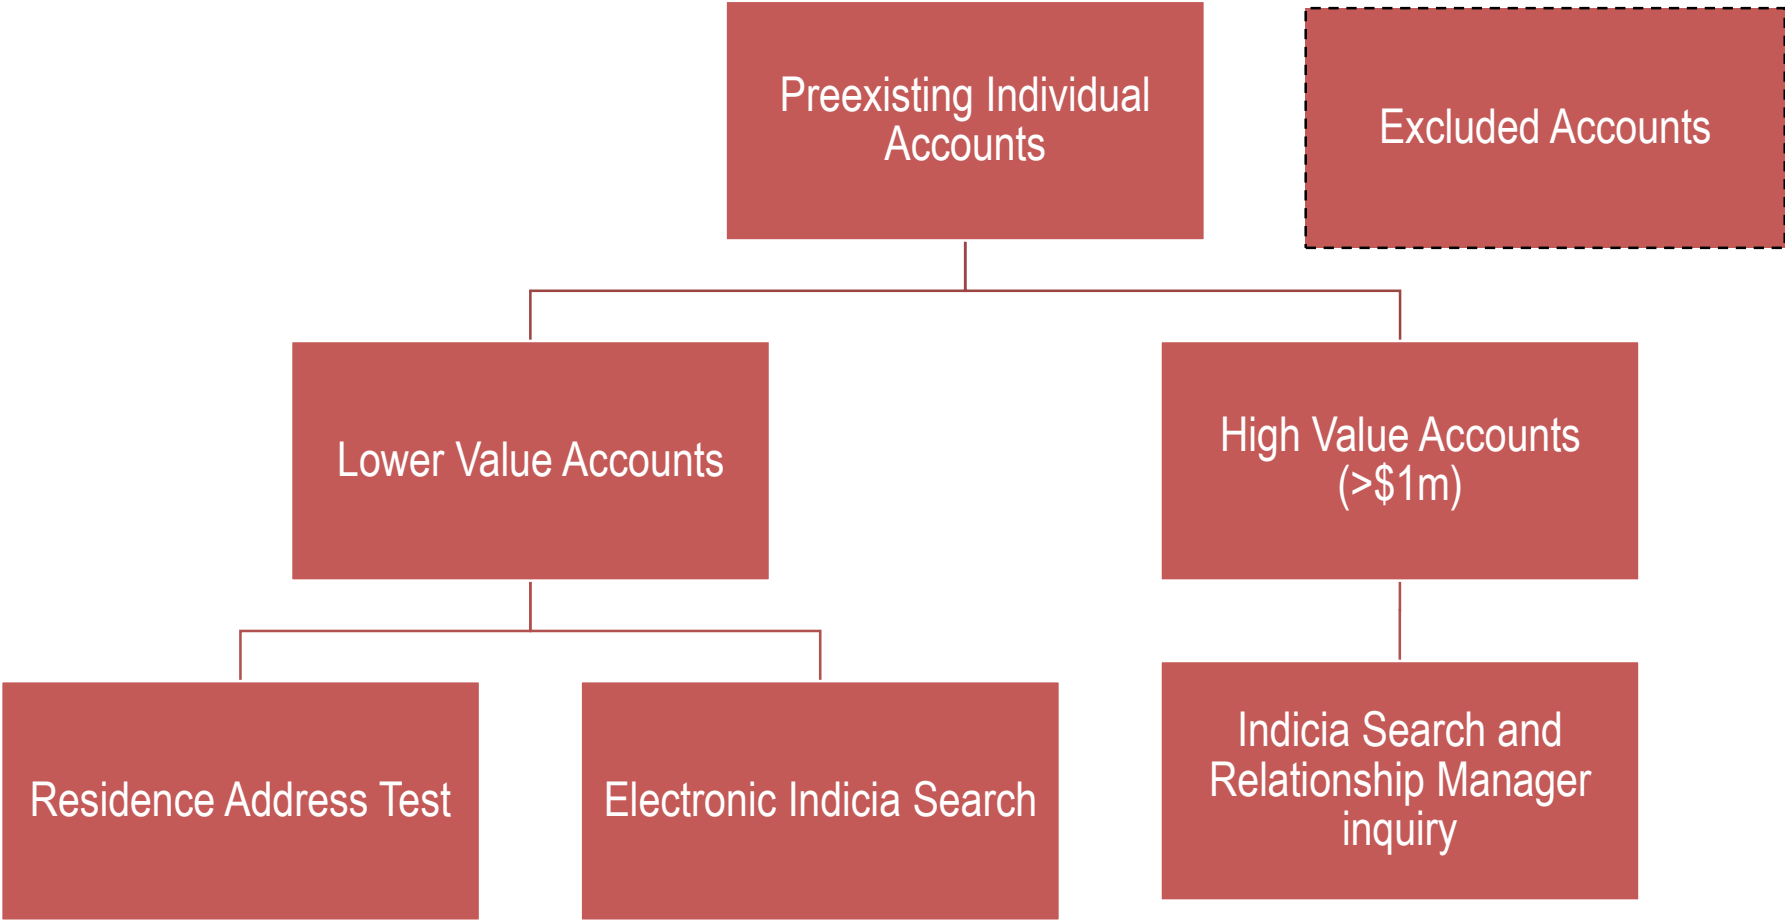 Preexisting Individual
Accounts
Excluded Accounts
Lower Value Accounts
High Value Accounts
(>$1m)
Residence Address Test
Electronic Indicia Search
Indicia Search and
Relationship Manager
inquiry